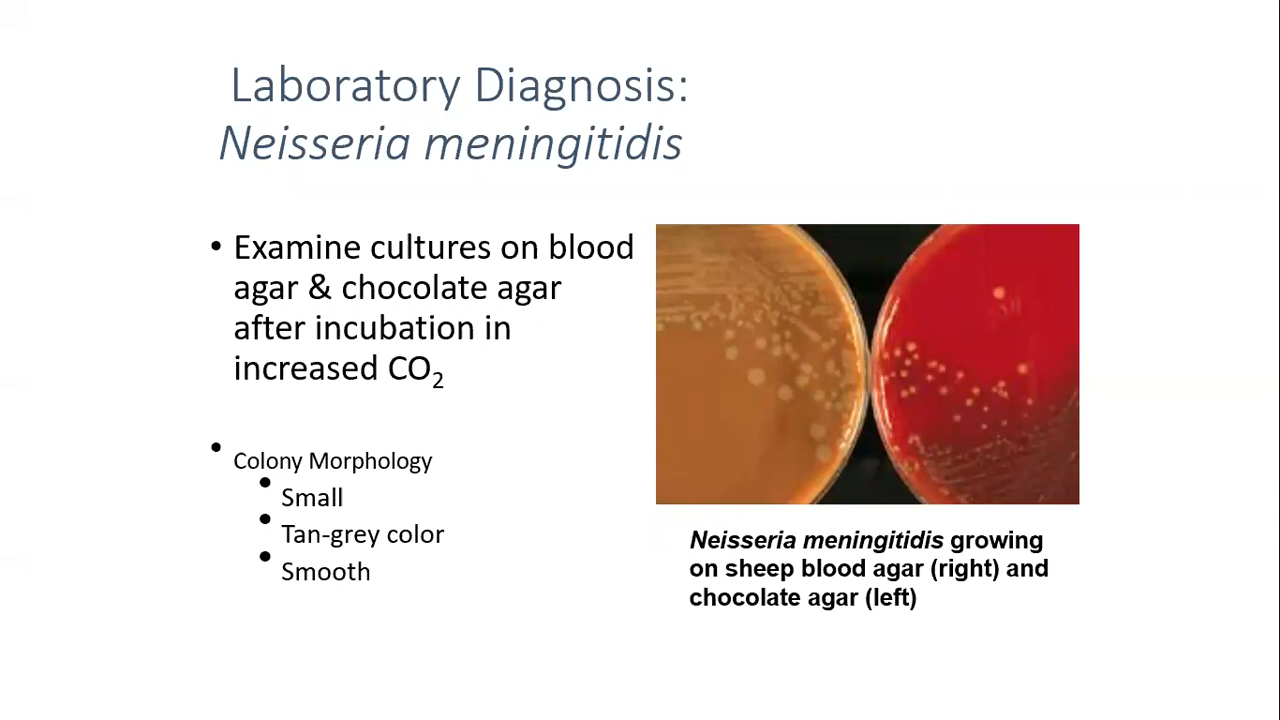 Laboratory Diagnosis:
Neisseria meningitidis
• Examine cultures on blood
agar & chocolate agar
after incubation in
increased CO₂
• Colony Morphology
• Small
• Tan-grey color
• Smooth
Neisseria meningitidis growing
on sheep blood agar (right) and
chocolate agar (left)